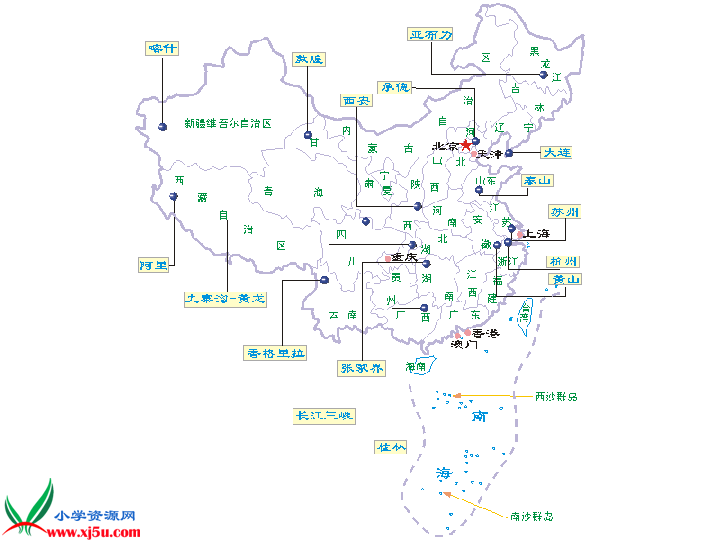 亚布力
喀什
敦煌
西安
承德
黑
龙
江
区
吉
林
辽
宁
治
自
河
北
内
蒙
古
新疆维吾尔自治区
甘
肃
北京
天津
大连
山
西
山东
泰山
宁
夏
陕
西
青
海
西
藏
自
治
区
河
南
江
苏
安
徽
苏州
上海
四
川
西
湖
北
重庆
浙江
杭州
黄山
阿里
九寨沟-黄龙
贵
州
湖
南
江
西
福
建
云南
广
西
广
东
台
湾
香港
澳门
香格里拉
张家界
海南
长江三峡
桂林
西沙群岛
南
海
南沙群岛
小学资源网
www.xj5u.com